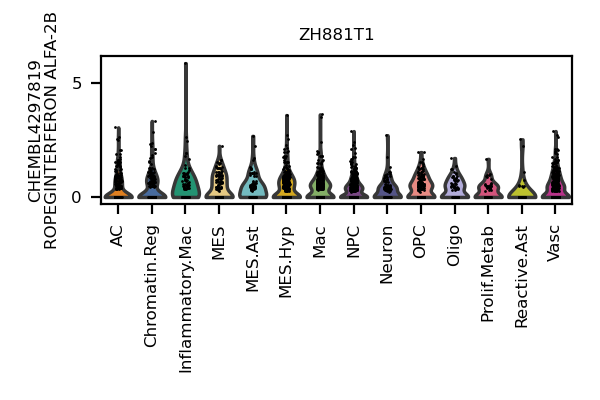 ZH881T1
CHEMBL4297819
ROPEGINTERFERON ALFA-2B
5
0
AC
Chromatin.Reg
Inflammatory.Mac
MES
MES.Ast
MES.Hyp
Mac
NPC
Neuron
OPC
Oligo
Prolif.Metab
Reactive.Ast
Vasc